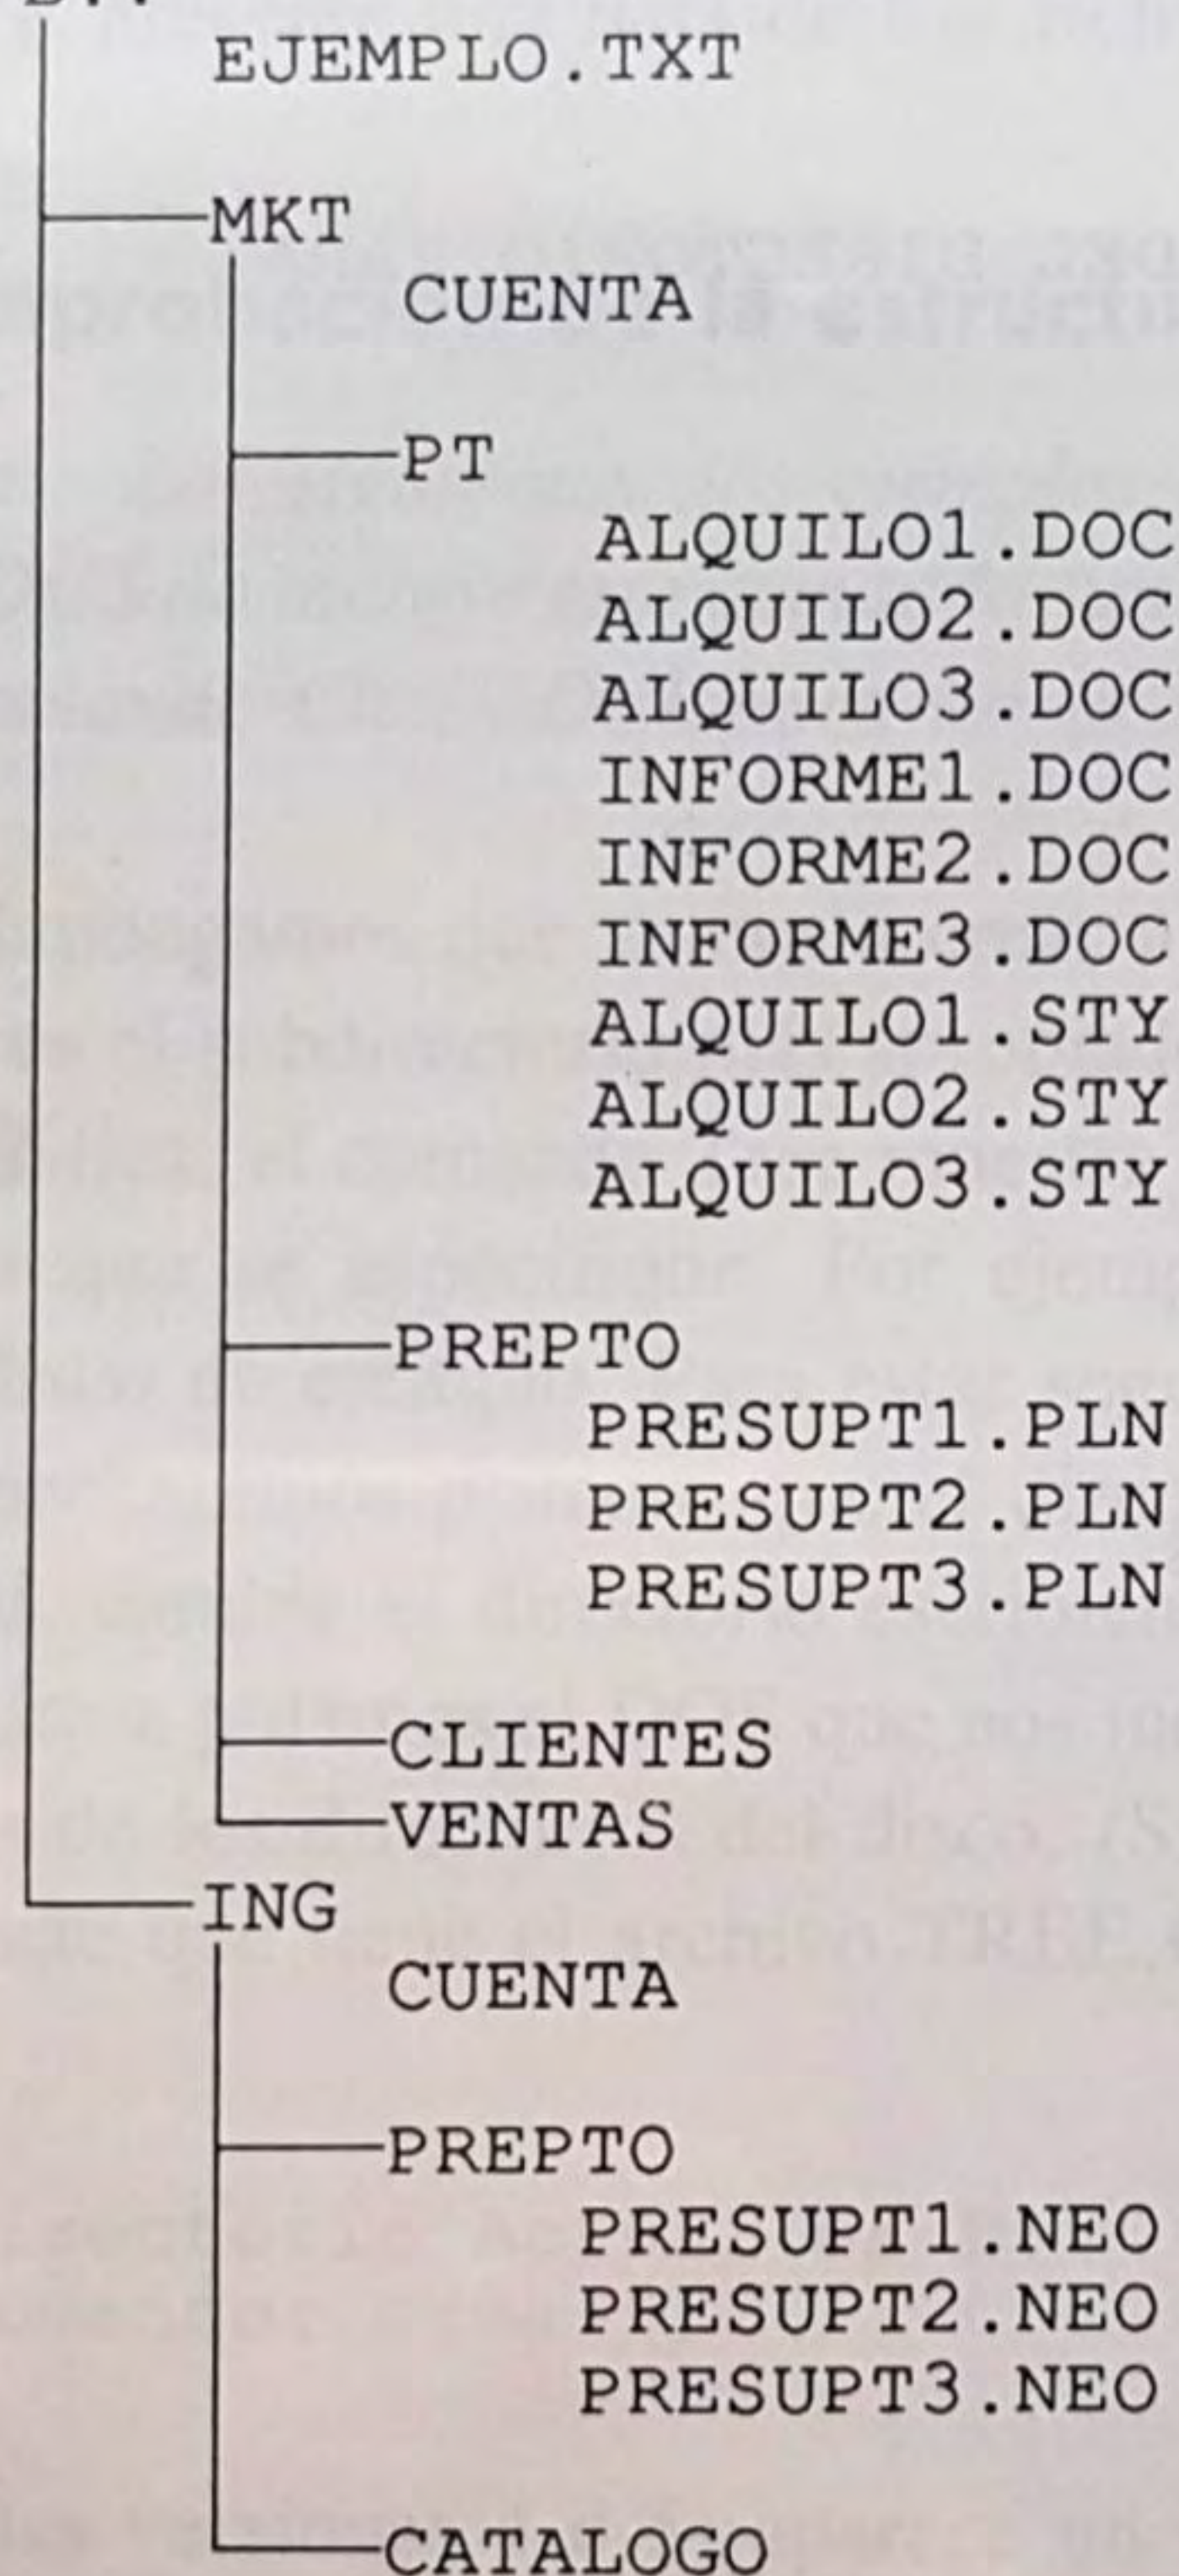 EJEMPLO.TXT
MKT
CUENTA
PT
ALQUILO1.DOC
ALQUILO2.DOC
ALQUILO3.DOC
INFORME1.DOC
INFORME2.DOC
INFORME3.DOC
ALQUILO1.STY
ALQUILO2.STY
ALQUILO3.STY
PREPTO
PRESUPT1.PLN
PRESUPT2.PLN
PRESUPT3.PLN
CLIENTES
VENTAS
ING
CUENTA
PREPTO
PRESUPT1.NEO
PRESUPT2.NEO
PRESUPT3.NEO
CATALOGO